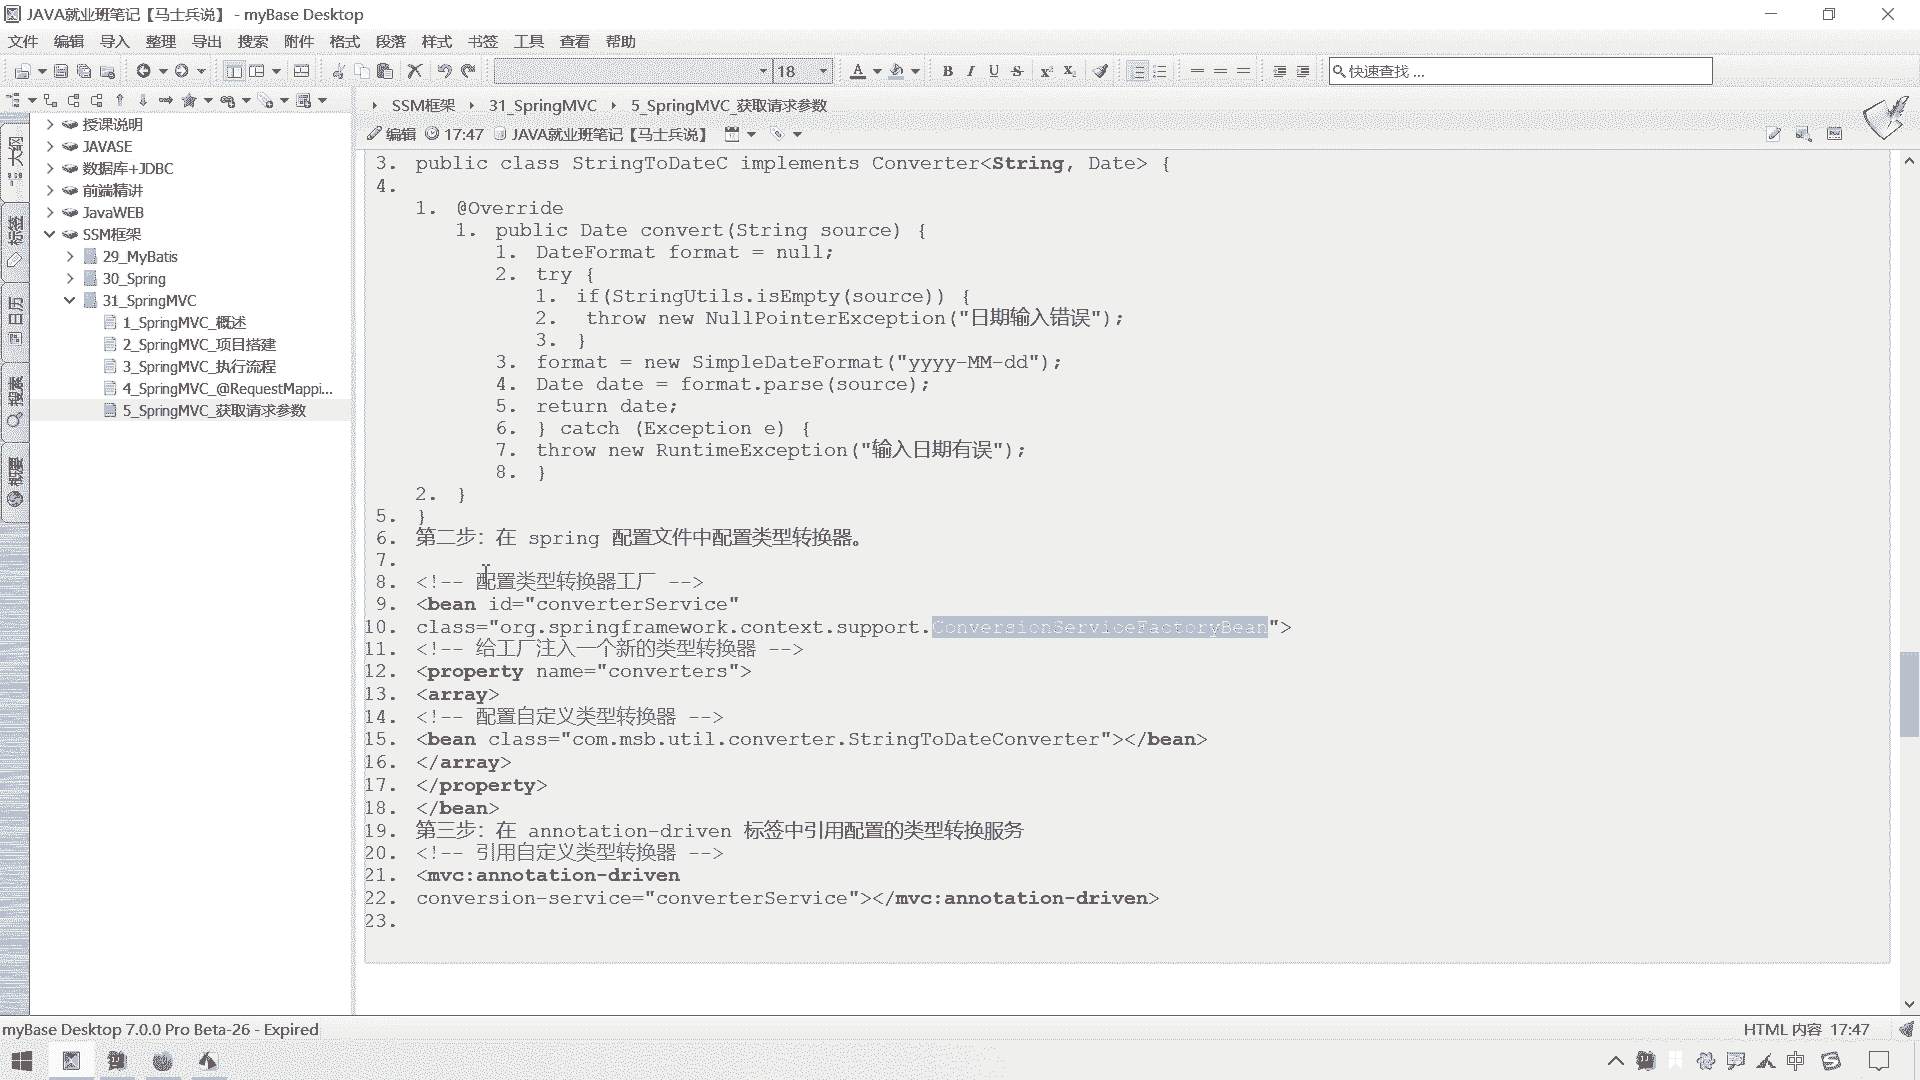 JAVA就业班笔记【马士兵说】 - myBase Desktop
文件 编辑 导入 整理 导出 搜索 附件 格式 段落 样式 书签 工具 查看 帮助
18
快速查找 ...
SSM框架 31_SpringMVC 5_SpringMVC_获取请求参数
编辑 17:47 JAVA就业班笔记【马士兵说】
大纲
标签
日历
搜索
概要
授课说明
JAVASE
数据库+JDBC
前端精讲
JavaWEB
SSM框架
29_MyBatis
30_Spring
31_SpringMVC
1_SpringMVC_概述
2_SpringMVC_项目搭建
3_SpringMVC_执行流程
4_SpringMVC_@RequestMappi...
5_SpringMVC_获取请求参数
3. public class StringToDateC implements Converter<String, Date> {
4.
1. @Override
1. public Date convert(String source) {
1. DateFormat format = null;
2. try {
1. if(StringUtils.isEmpty(source)) {
2. throw new NullPointerException("日期输入错误");
3. }
3. format = new SimpleDateFormat("yyyy-MM-dd");
4. Date date = format.parse(source);
5. return date;
6. } catch (Exception e) {
7. throw new RuntimeException("输入日期有误");
8. }
2. }
5. }
6. 第二步：在 spring 配置文件中配置类型转换器。
7.
8. <!-- 配置类型转换器工厂 -->
9. <bean id="converterService"
10. class="org.springframework.context.support.ConversionServiceFactoryBean">
11. <!-- 给工厂注入一个新的类型转换器 -->
12. <property name="converters">
13. <array>
14. <!-- 配置自定义类型转换器 -->
15. <bean class="com.msb.util.converter.StringToDateConverter"></bean>
16. </array>
17. </property>
18. </bean>
19. 第三步：在 annotation-driven 标签中引用配置的类型转换服务
20. <!-- 引用自定义类型转换器 -->
21. <mvc:annotation-driven
22. conversion-service="converterService"></mvc:annotation-driven>
23.
myBase Desktop 7.0.0 Pro Beta-26 - Expired
HTML 内容 17:47
中